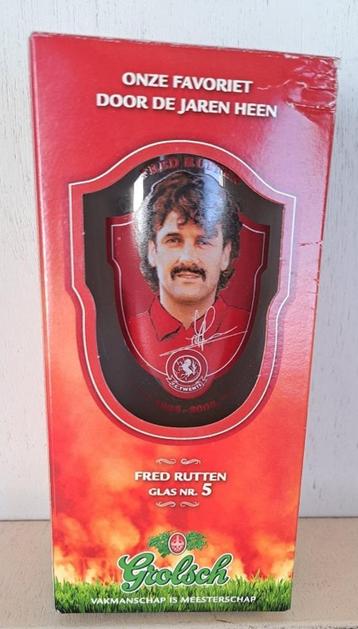 ONZE FAVORIET
DOOR DE JAREN HEEN
FRED RUTTEN
GLAS NR. 5
Grolsch
VAKMANSCHAP IS MEESTERSCHAP